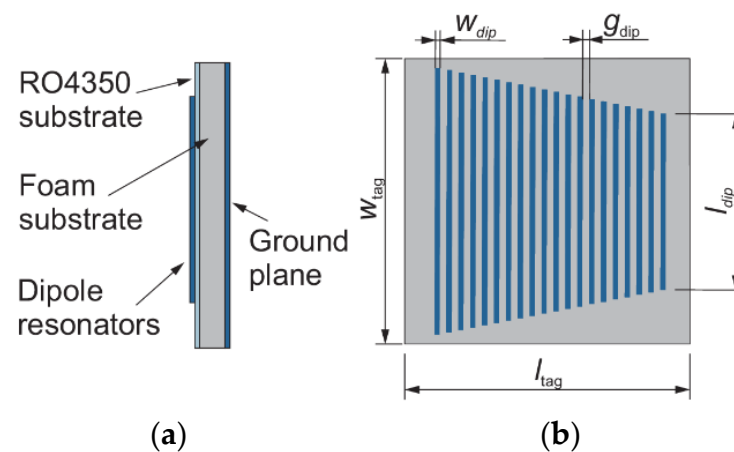 RO4350
substrate
Foam
substrate
Dipole
resonators
Ground
plane
(a)
w_dip
g_dip
w_tag
l_dip
l_tag
(b)